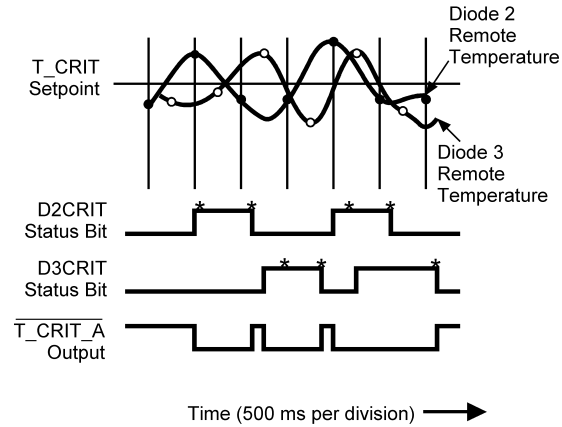 Diode 2
Remote
Temperature
T_CRIT
Setpoint
Diode 3
Remote
Temperature
D2CRIT
Status Bit
* * * *
D3CRIT
Status Bit
* * *
T_CRIT_A
Output
Time (500 ms per division)